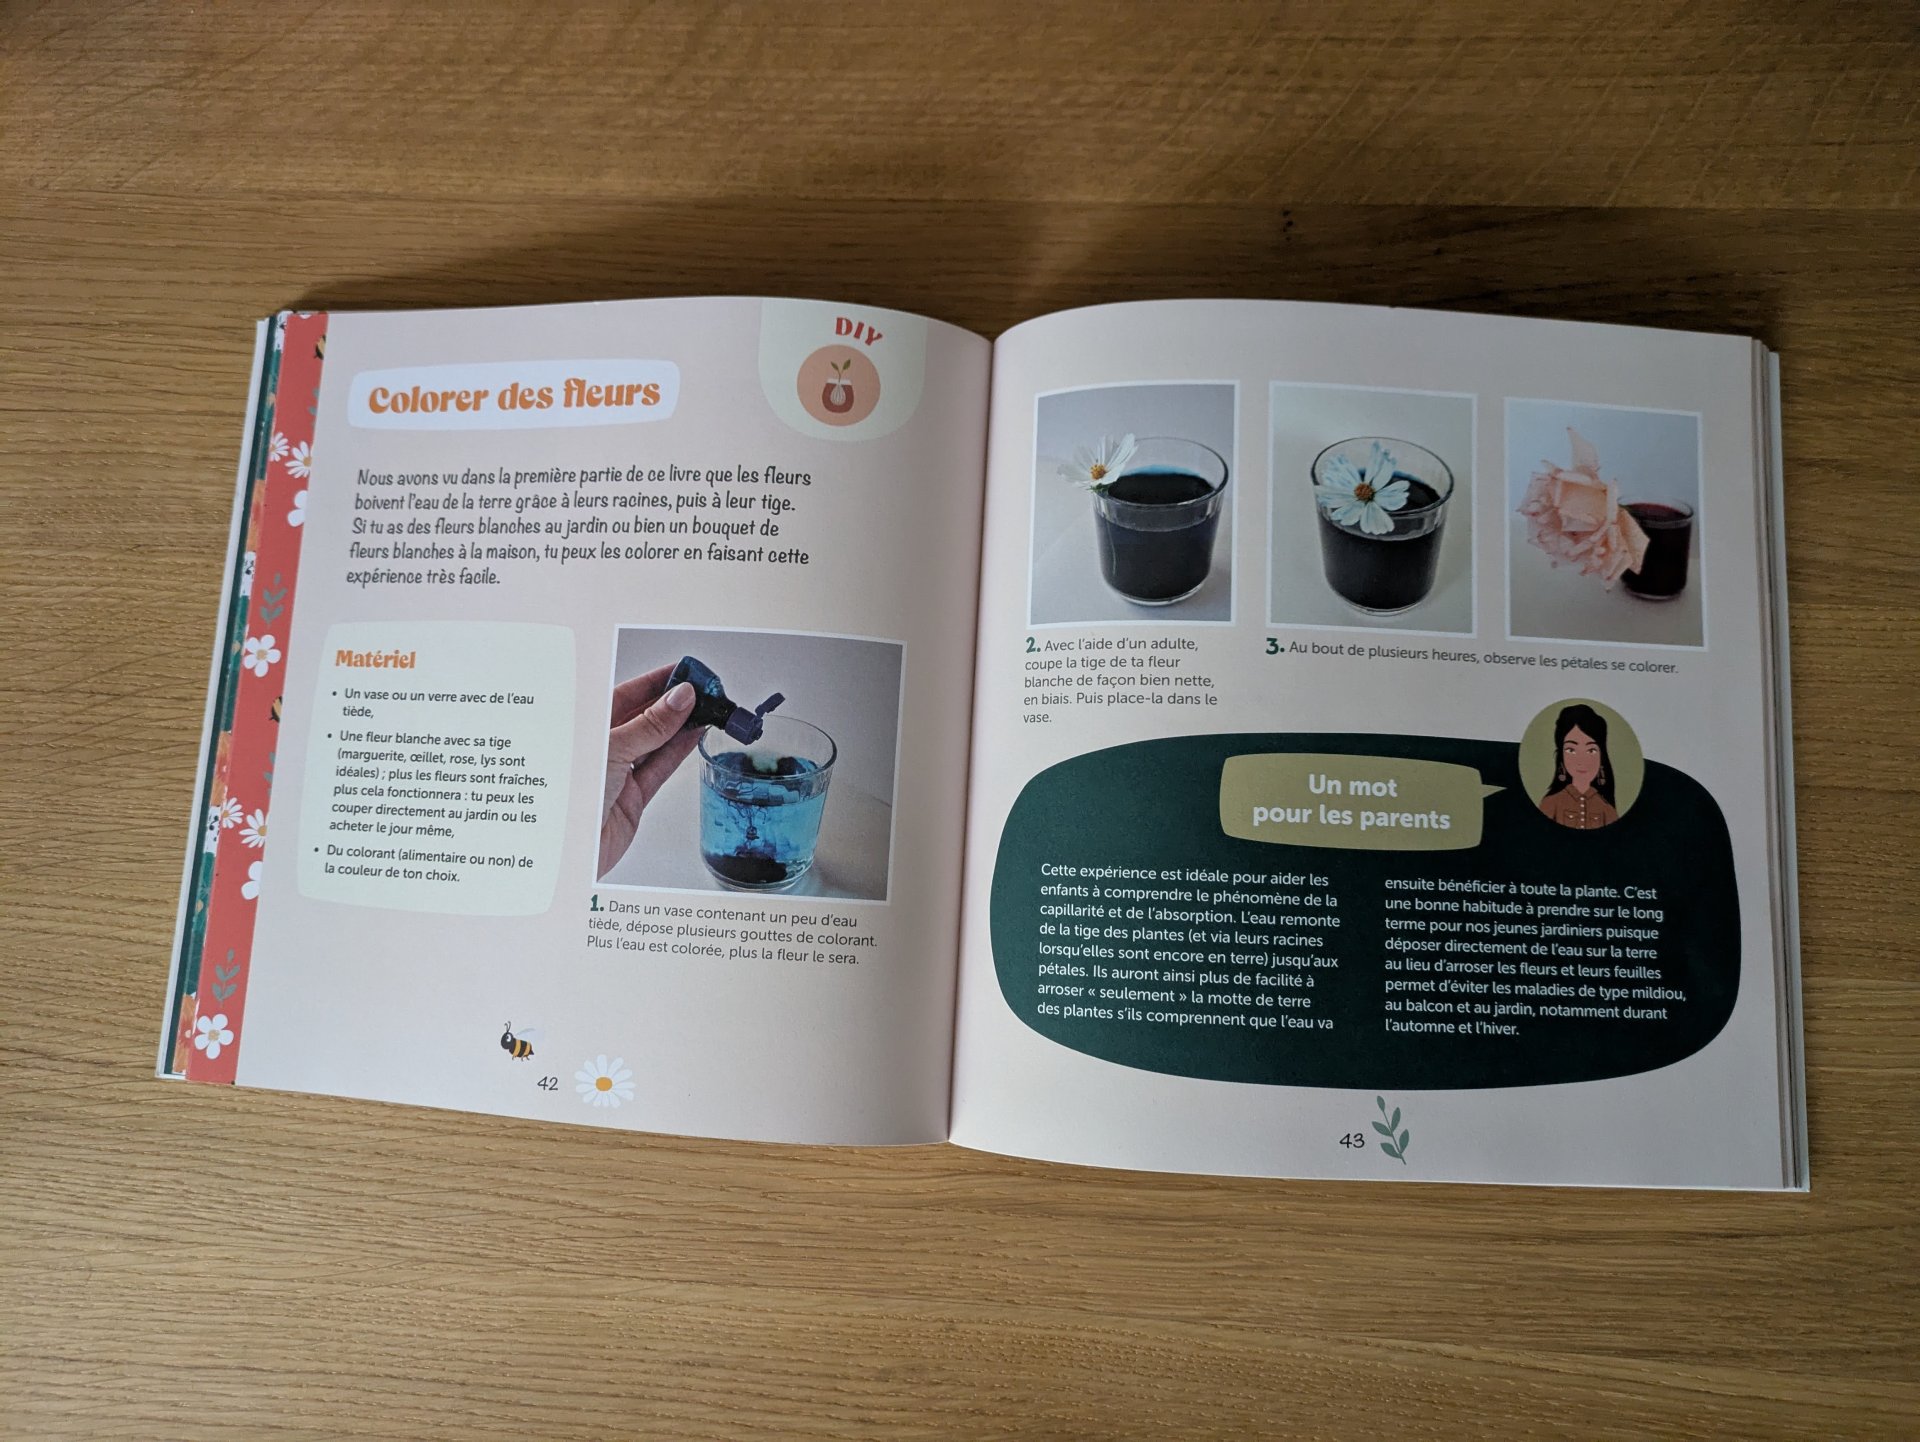 DIY
Colorer des fleurs
Nous avons vu dans la première partie de ce livre que les fleurs
boivent l'eau de la terre grâce à leurs racines, puis à leur tige.
Si tu as des fleurs blanches au jardin ou bien un bouquet de
fleurs blanches à la maison, tu peux les colorer en faisant cette
expérience très facile.
Matériel
• Un vase ou un verre avec de l'eau
tiède,
• Une fleur blanche avec sa tige
(marguerite, œillet, rose, lys sont
idéales) ; plus les fleurs sont fraîches,
plus cela fonctionnera : tu peux les
couper directement au jardin ou les
acheter le jour même,
• Du colorant (alimentaire ou non) de
la couleur de ton choix.
1. Dans un vase contenant un peu d'eau
tiède, dépose plusieurs gouttes de colorant.
Plus l'eau est colorée, plus la fleur le sera.
42
2. Avec l'aide d'un adulte,
coupe la tige de ta fleur
blanche de façon bien nette,
en biais. Puis place-la dans le
vase.
3. Au bout de plusieurs heures, observe les pétales se colorer.
Un mot
pour les parents
Cette expérience est idéale pour aider les
enfants à comprendre le phénomène de la
capillarité et de l'absorption. L'eau remonte
de la tige des plantes (et via leurs racines
lorsqu'elles sont encore en terre) jusqu'aux
pétales. Ils auront ainsi plus de facilité à
arroser « seulement » la motte de terre
des plantes s'ils comprennent que l'eau va
ensuite bénéficier à toute la plante. C'est
une bonne habitude à prendre sur le long
terme pour nos jeunes jardiniers puisque
déposer directement de l'eau sur la terre
au lieu d'arroser les fleurs et leurs feuilles
permet d'éviter les maladies de type mildiou,
au balcon et au jardin, notamment durant
l'automne et l'hiver.
43